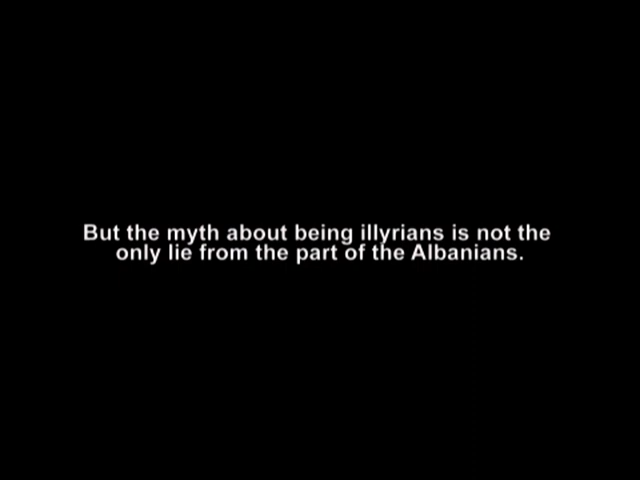 But the myth about being illyrians is not the
only lie from the part of the Albanians.